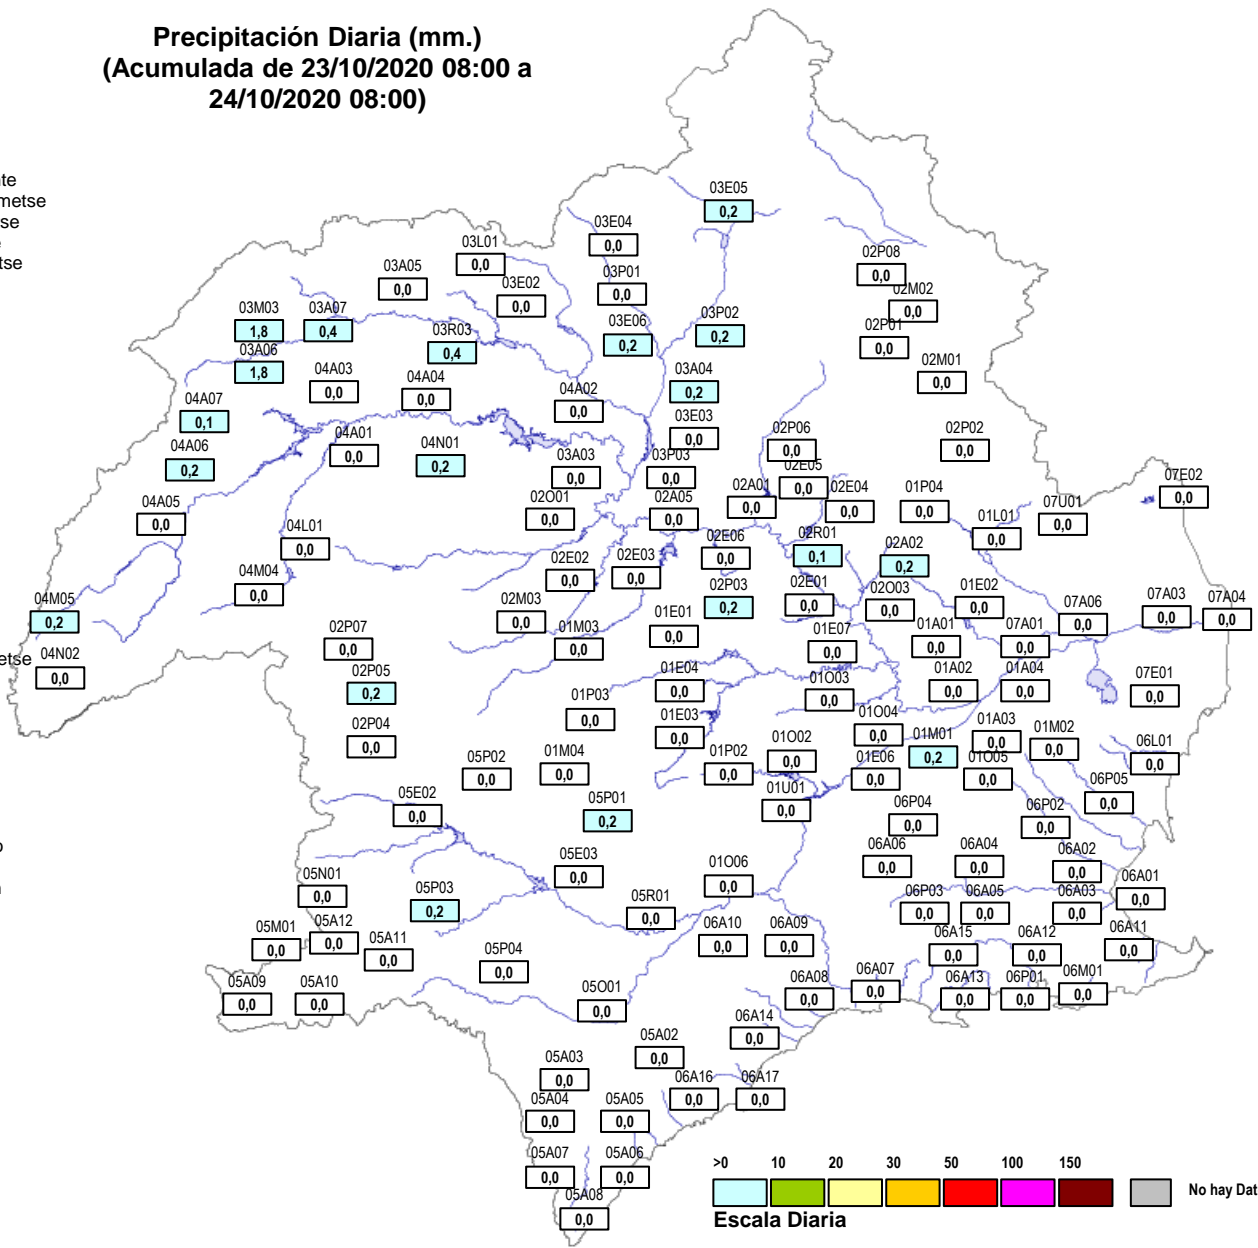 Precipitación Diaria (mm.)
(Acumulada de 23/10/2020 08:00 a
24/10/2020 08:00)
03E05
0,2
03E04
0,0
03L01
0,0
02P08
0,0
03A05
0,0
03E02
0,0
03P01
0,0
02M02
0,0
03M03
1,8
03A07
0,4
03R03
0,4
03E06
0,2
03P02
0,2
02P01
0,0
03A06
1,8
04A03
0,0
04A04
0,0
04A02
0,0
03A04
0,2
02M01
0,0
04A07
0,1
03E03
0,0
02P06
0,0
02P02
0,0
04A06
0,2
04A01
0,0
04N01
0,2
03A03
0,0
03P03
0,0
02E05
0,0
02A01
0,0
02E04
0,0
01P04
0,0
07E02
0,0
04A05
0,0
02O01
0,0
02A05
0,0
07U01
0,0
01L01
0,0
04L01
0,0
02E06
0,0
02R01
0,1
02A02
0,2
04M04
0,0
02E02
0,0
02E03
0,0
02P03
0,2
02E01
0,0
02O03
0,0
01E02
0,0
04M05
0,2
02M03
0,0
01E01
0,0
07A06
0,0
07A03
0,0
07A04
0,0
02P07
0,0
01M03
0,0
01E07
0,0
01A01
0,0
07A01
0,0
etse
04N02
0,0
02P05
0,2
01E04
0,0
01O03
0,0
01A02
0,0
01A04
0,0
07E01
0,0
01P03
0,0
01E03
0,0
01O04
0,0
01A03
0,0
01M02
0,0
02P04
0,0
01M01
0,2
05P02
0,0
01M04
0,0
01P02
0,0
01O02
0,0
01E06
0,0
01O05
0,0
06L01
0,0
05E02
0,0
05P01
0,2
01U01
0,0
06P04
0,0
06P02
0,0
06P05
0,0
05E03
0,0
01O06
0,0
06A06
0,0
06A04
0,0
06A02
0,0
05N01
0,0
05P03
0,2
05R01
0,0
06P03
0,0
06A05
0,0
06A03
0,0
06A01
0,0
05M01
0,0
05A12
0,0
05A11
0,0
05P04
0,0
06A10
0,0
06A09
0,0
06A15
0,0
06A12
0,0
06A11
0,0
05A09
0,0
05A10
0,0
05O01
0,0
06A08
0,0
06A07
0,0
06A13
0,0
06P01
0,0
06M01
0,0
05A02
0,0
06A14
0,0
05A03
0,0
06A16
0,0
06A17
0,0
05A04
0,0
05A05
0,0
05A07
0,0
05A06
0,0
05A08
0,0
>0 10 20 30 50 100 150
No hay Dat
Escala Diaria